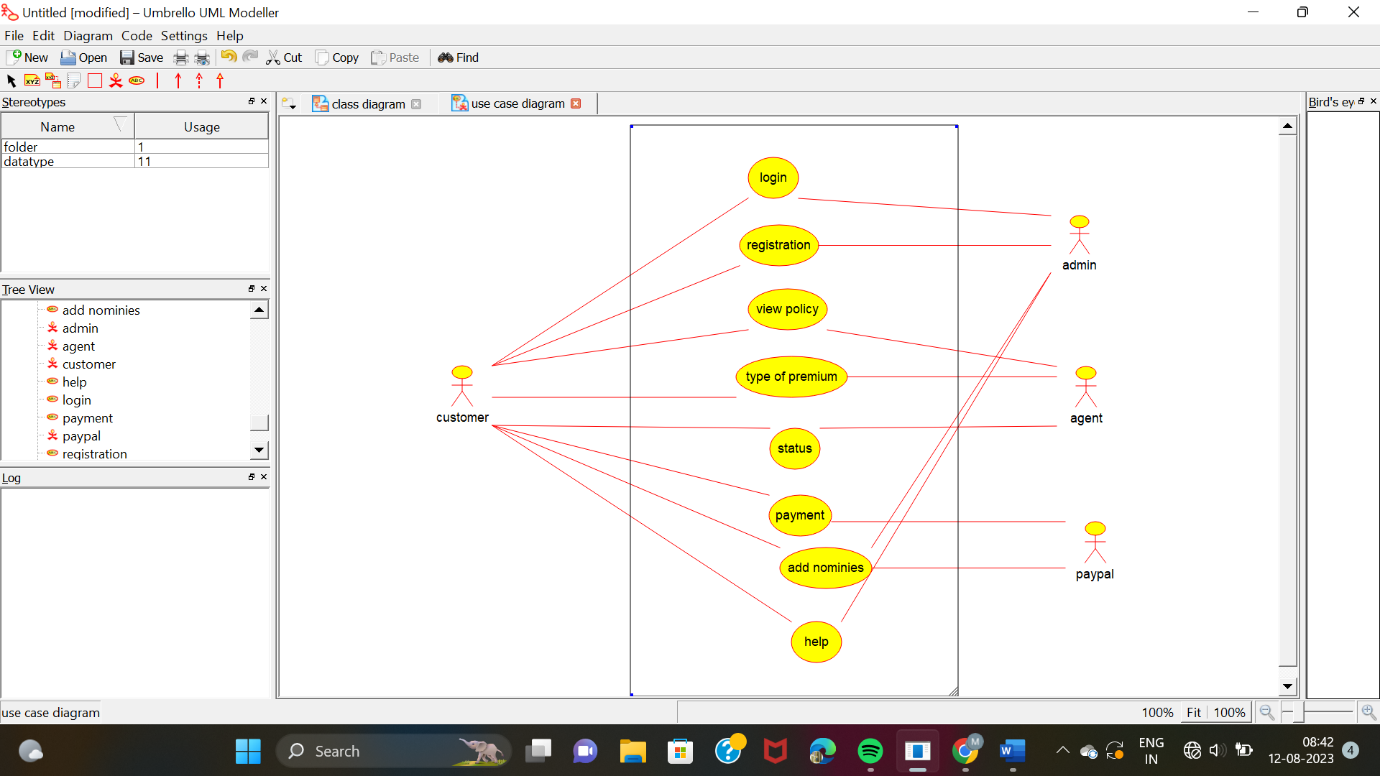 Untitled [modified] – Umbrello UML Modeller
File Edit Diagram Code Settings Help
New Open Save Cut Copy Paste Find
Stereotypes
Name Usage
folder 1
datatype 11
Tree View
add nominies
admin
agent
customer
help
login
payment
paypal
registration
Log
class diagram
use case diagram
login
registration
view policy
type of premium
status
payment
add nominies
help
customer
admin
agent
paypal
Bird's ey
use case diagram
100% Fit 100%
Search
ENG
IN
08:42
12-08-2023
4